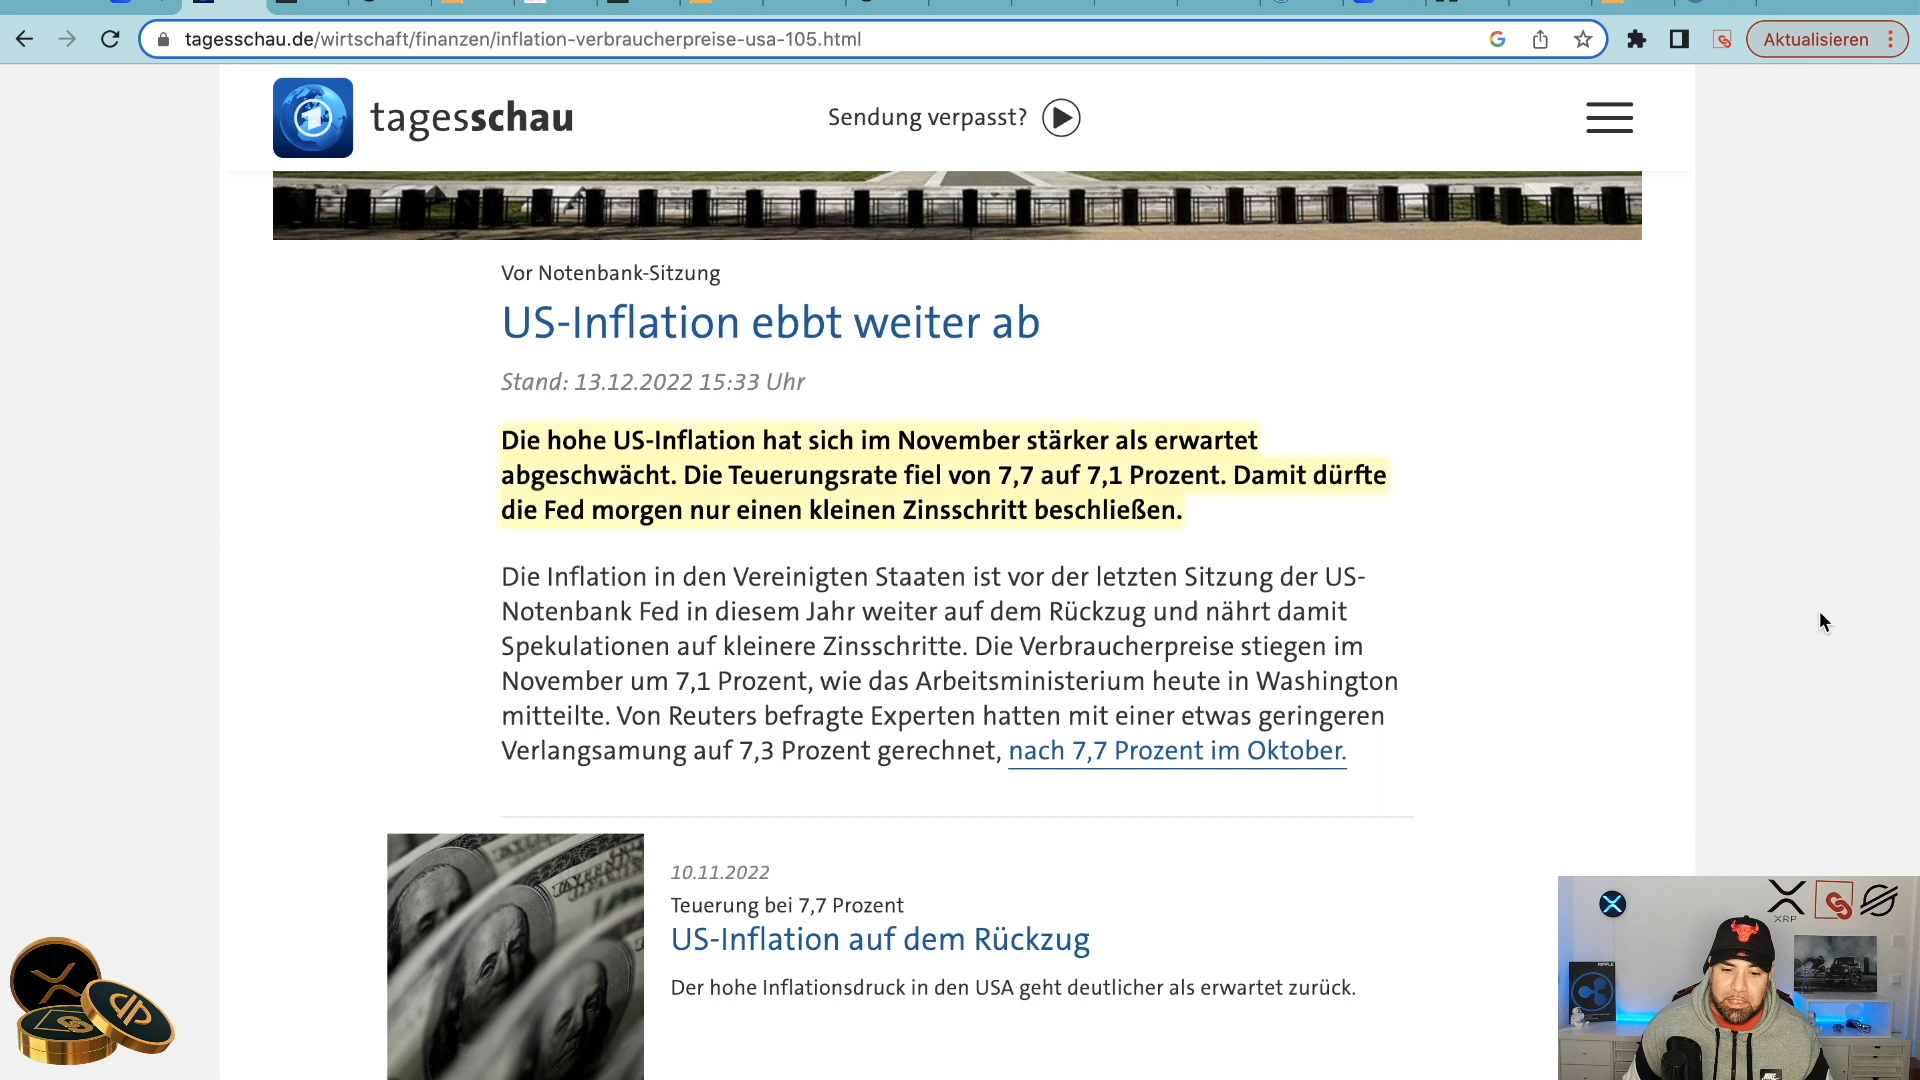 tagesschau.de/wirtschaft/finanzen/inflation-verbraucherpreise-usa-105.html
Aktualisieren
tagesschau
Sendung verpasst?
Vor Notenbank-Sitzung
US-Inflation ebbt weiter ab
Stand: 13.12.2022 15:33 Uhr
Die hohe US-Inflation hat sich im November stärker als erwartet
abgeschwächt. Die Teuerungsrate fiel von 7,7 auf 7,1 Prozent. Damit dürfte
die Fed morgen nur einen kleinen Zinsschritt beschließen.
Die Inflation in den Vereinigten Staaten ist vor der letzten Sitzung der US-
Notenbank Fed in diesem Jahr weiter auf dem Rückzug und nährt damit
Spekulationen auf kleinere Zinsschritte. Die Verbraucherpreise stiegen im
November um 7,1 Prozent, wie das Arbeitsministerium heute in Washington
mitteilte. Von Reuters befragte Experten hatten mit einer etwas geringeren
Verlangsamung auf 7,3 Prozent gerechnet, nach 7,7 Prozent im Oktober.
10.11.2022
Teuerung bei 7,7 Prozent
US-Inflation auf dem Rückzug
Der hohe Inflationsdruck in den USA geht deutlicher als erwartet zurück.
XRP
RIPPLE
NIKE